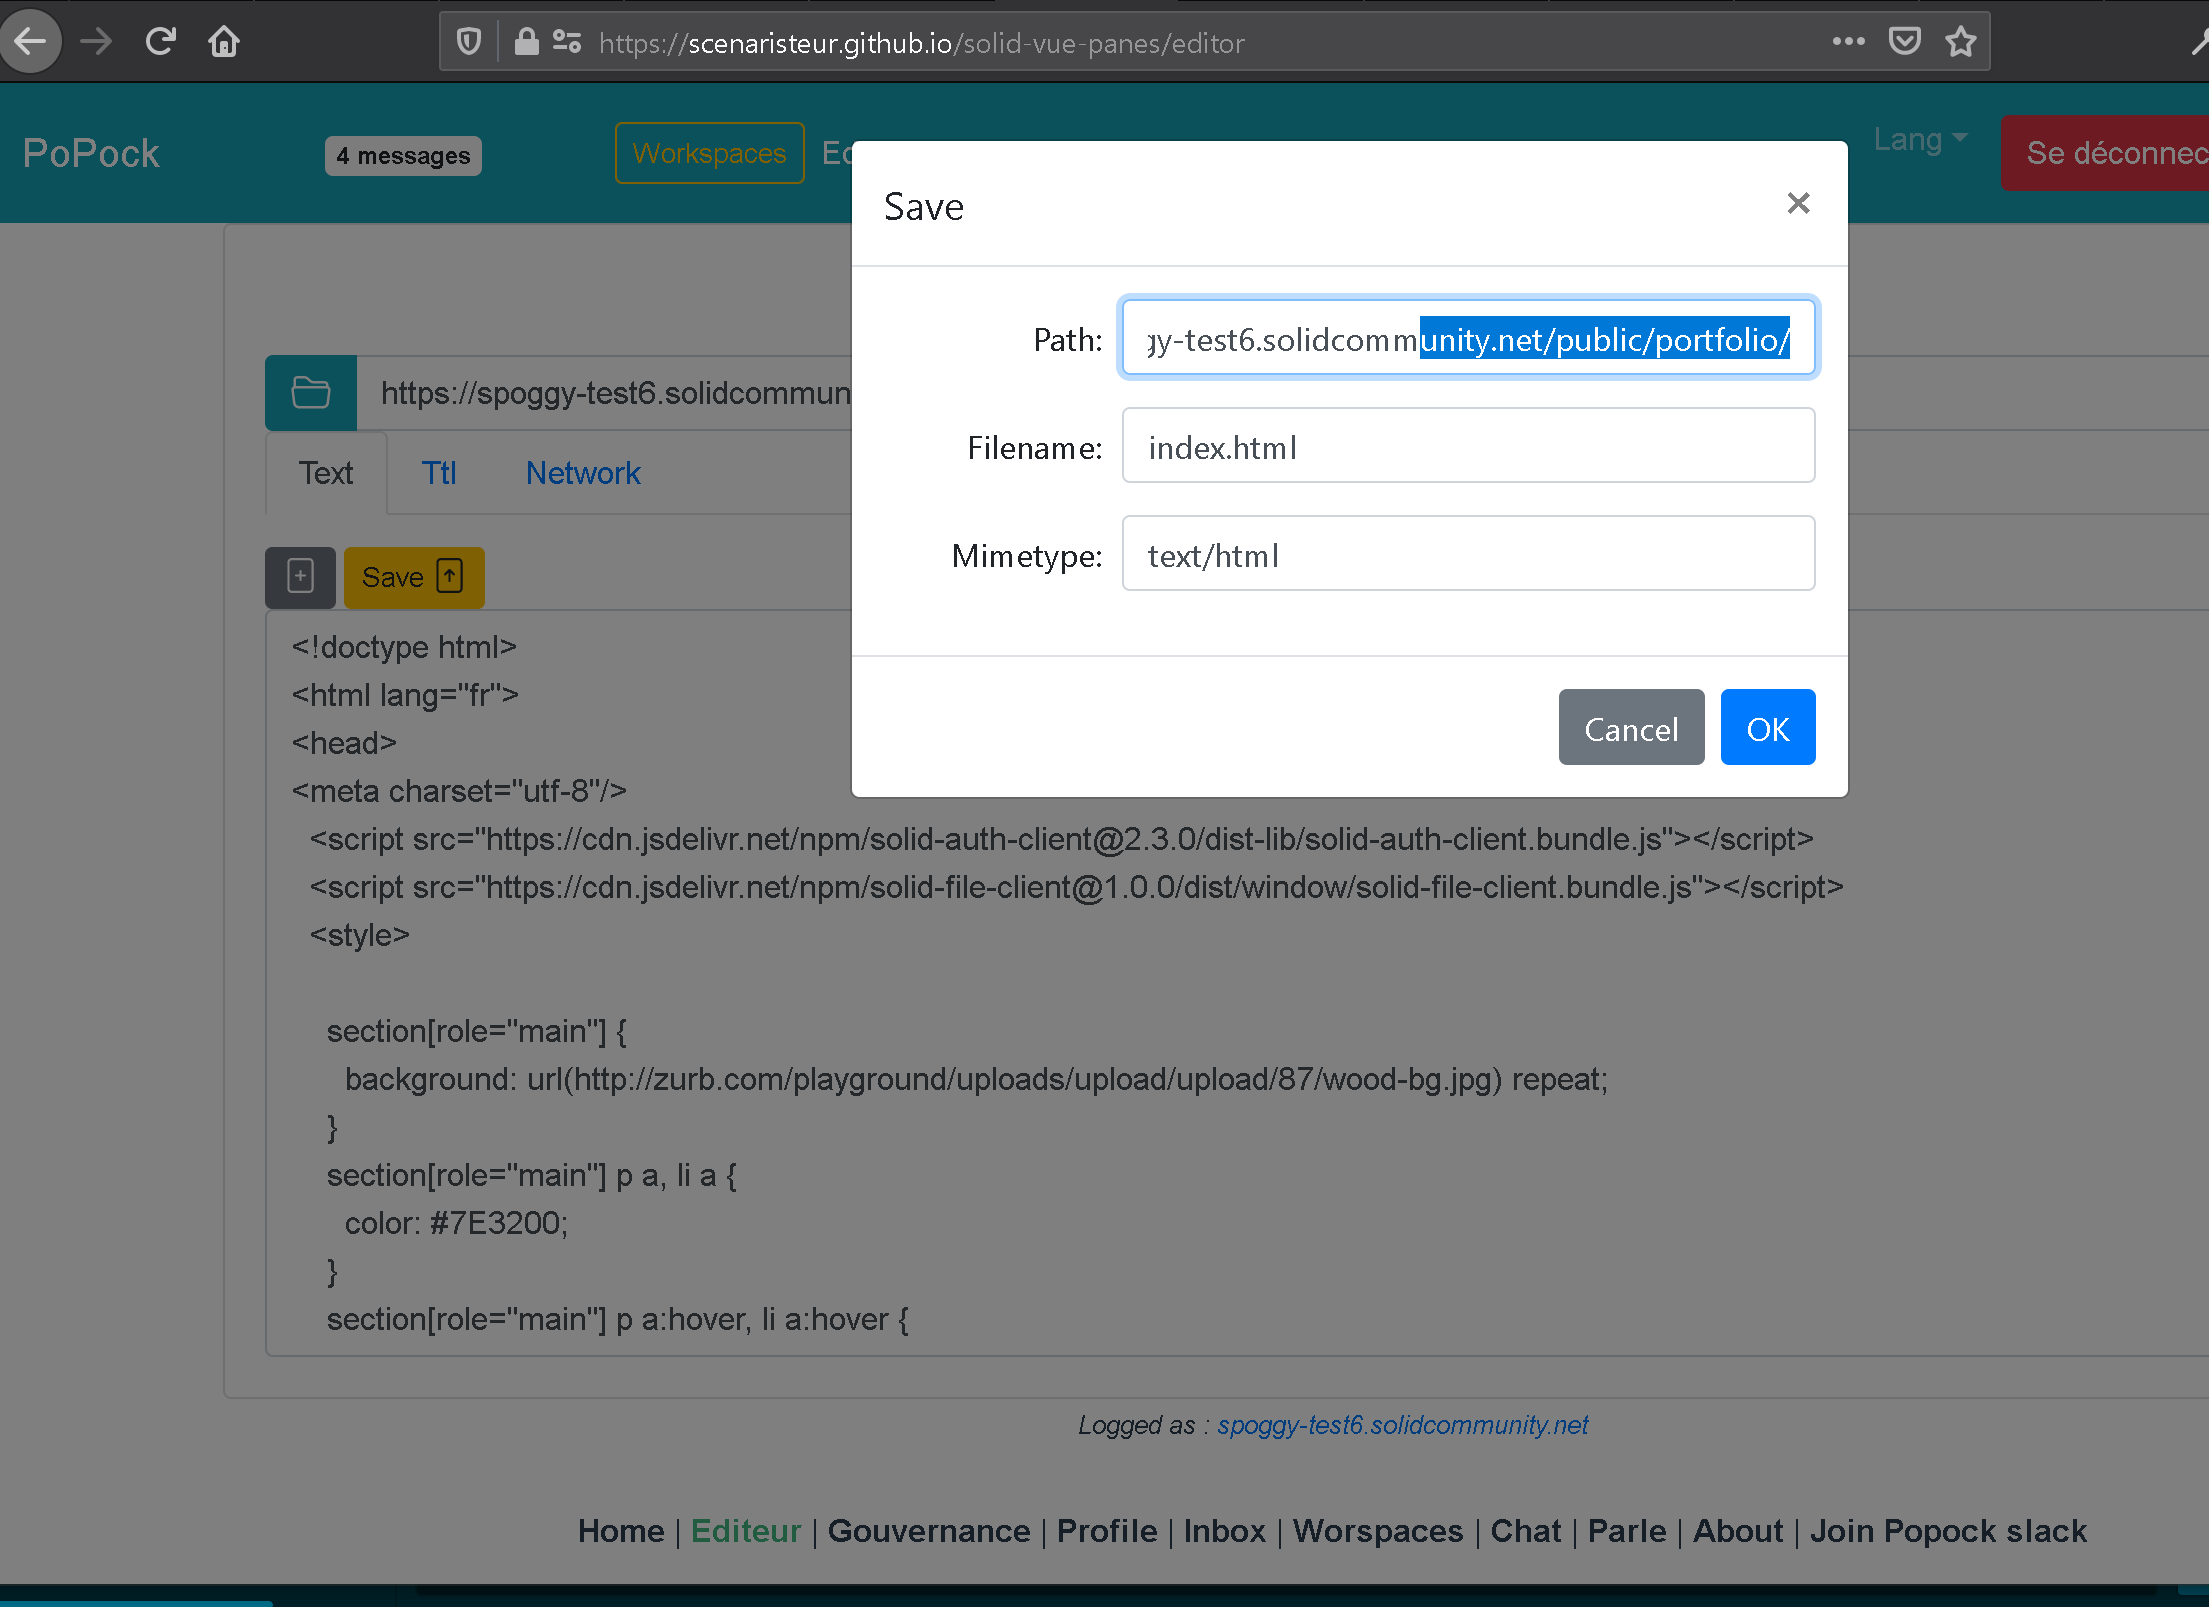 https://scenaristeur.github.io/solid-vue-panes/editor
PoPock
4 messages
Workspaces
Lang
Save
Path:
gy-test6.solidcommunity.net/public/portfolio/
Filename:
index.html
Mimetype:
text/html
Cancel
OK
https://spoggy-test6.solidcommun
Text
Ttl
Network
Save
<!doctype html>
<html lang="fr">
<head>
<meta charset="utf-8"/>
<script src="https://cdn.jsdelivr.net/npm/solid-auth-client@2.3.0/dist-lib/solid-auth-client.bundle.js"></script>
<script src="https://cdn.jsdelivr.net/npm/solid-file-client@1.0.0/dist/window/solid-file-client.bundle.js"></script>
<style>
section[role="main"] {
background: url(http://zurb.com/playground/uploads/upload/upload/87/wood-bg.jpg) repeat;
}
section[role="main"] p a, li a {
color: #7E3200;
}
section[role="main"] p a:hover, li a:hover {
Logged as : spoggy-test6.solidcommunity.net
Home | Editeur | Gouvernance | Profile | Inbox | Worspaces | Chat | Parle | About | Join Popock slack